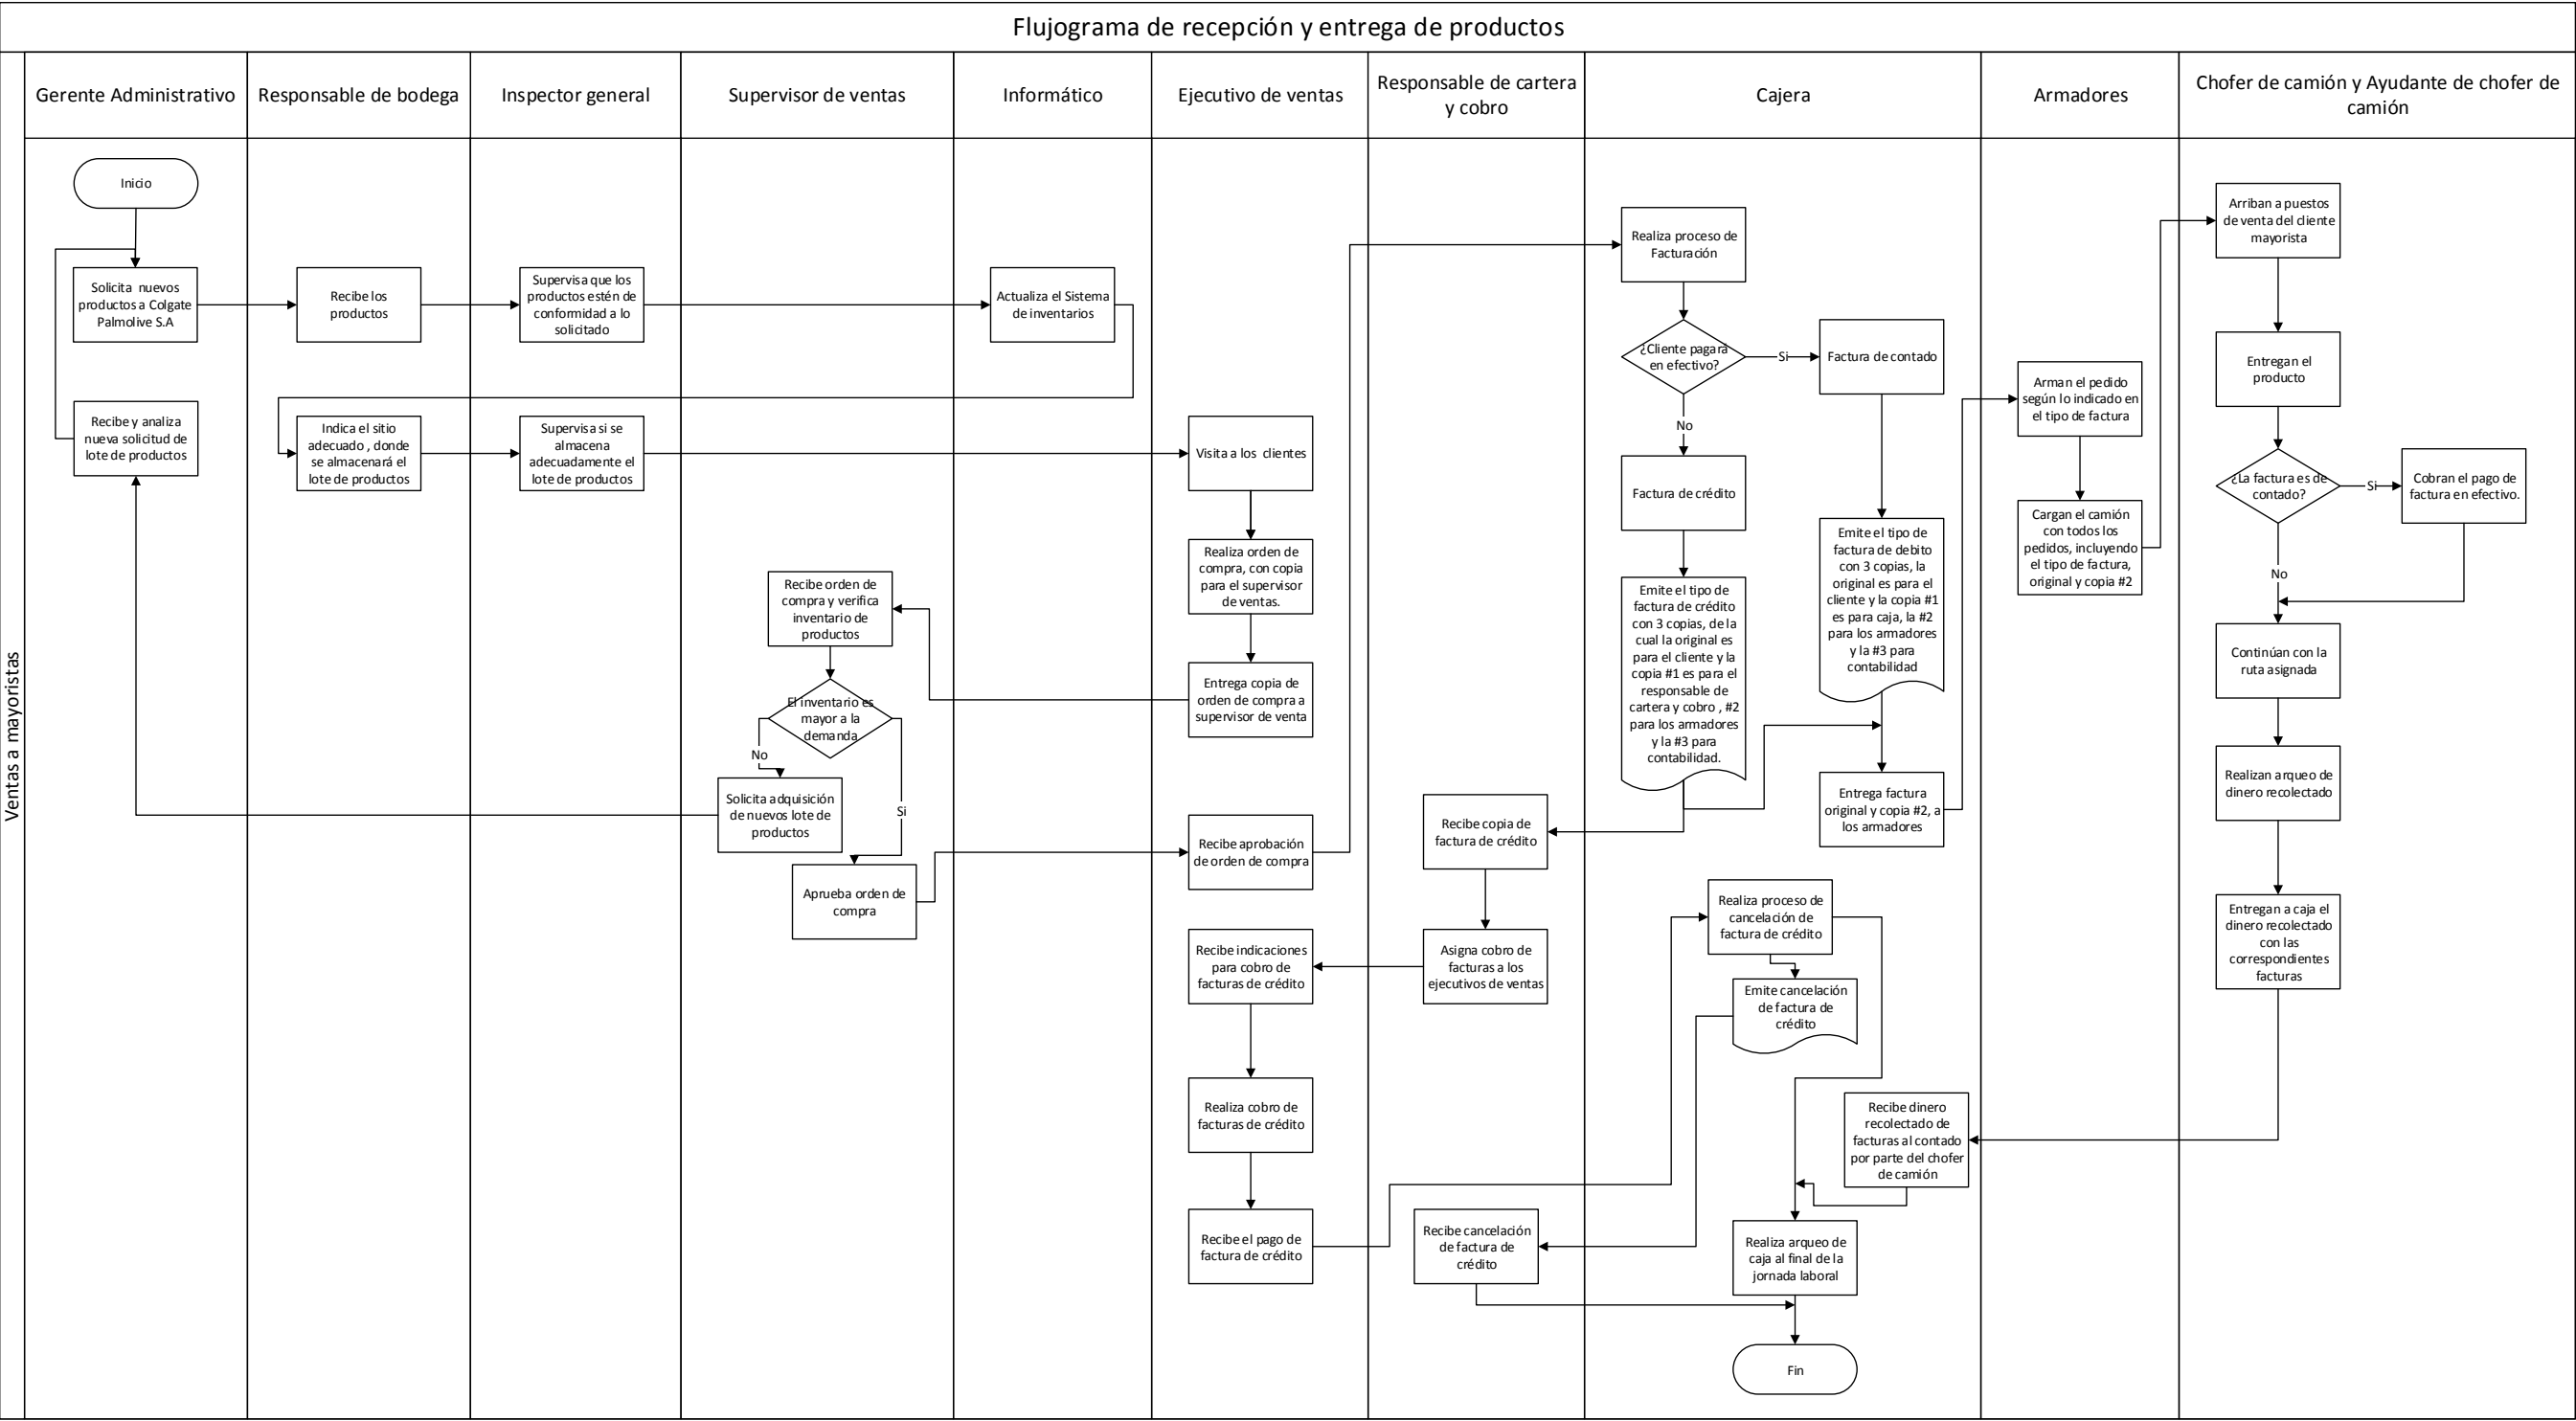 Flujograma de recepción y entrega de productos
Ventas a mayoristas
Gerente Administrativo
Responsable de bodega
Inspector general
Supervisor de ventas
Informático
Ejecutivo de ventas
Responsable de cartera
y cobro
Cajera
Armadores
Chofer de camión y Ayudante de chofer de
camión
Inicio
Solicita nuevos
productos a Colgate
Palmolive S.A
Recibe y analiza
nueva solicitud de
lote de productos
Recibe los
productos
Indica el sitio
adecuado , donde
se almacenará el
lote de productos
Supervisa que los
productos estén de
conformidad a lo
solicitado
Supervisa si se
almacena
adecuadamente el
lote de productos
Recibe orden de
compra y verifica
inventario de
productos
El inventario es
mayor a la
demanda
No
Si
Solicita adquisición
de nuevos lote de
productos
Aprueba orden de
compra
Actualiza el Sistema
de inventarios
Visita a los clientes
Realiza orden de
compra, con copia
para el supervisor
de ventas.
Entrega copia de
orden de compra a
supervisor de venta
Recibe aprobación
de orden de compra
Recibe indicaciones
para cobro de
facturas de crédito
Realiza cobro de
facturas de crédito
Recibe el pago de
factura de crédito
Recibe copia de
factura de crédito
Asigna cobro de
facturas a los
ejecutivos de ventas
Recibe cancelación
de factura de
crédito
Realiza proceso de
Facturación
¿Cliente pagará
en efectivo?
Si
No
Factura de contado
Factura de crédito
Emite el tipo de
factura de crédito
con 3 copias, de la
cual la original es
para el cliente y la
copia #1 es para el
responsable de
cartera y cobro , #2
para los armadores
y la #3 para
contabilidad.
Emite el tipo de
factura de debito
con 3 copias, la
original es para el
cliente y la copia #1
es para caja, la #2
para los armadores
y la #3 para
contabilidad
Entrega factura
original y copia #2, a
los armadores
Realiza proceso de
cancelación de
factura de crédito
Emite cancelación
de factura de
crédito
Recibe dinero
recolectado de
facturas al contado
por parte del chofer
de camión
Realiza arqueo de
caja al final de la
jornada laboral
Fin
Arman el pedido
según lo indicado en
el tipo de factura
Cargan el camión
con todos los
pedidos, incluyendo
el tipo de factura,
original y copia #2
Arriban a puestos
de venta del cliente
mayorista
Entregan el
producto
¿La factura es de
contado?
Si
No
Cobran el pago de
factura en efectivo.
Continúan con la
ruta asignada
Realizan arqueo de
dinero recolectado
Entregan a caja el
dinero recolectado
con las
correspondientes
facturas